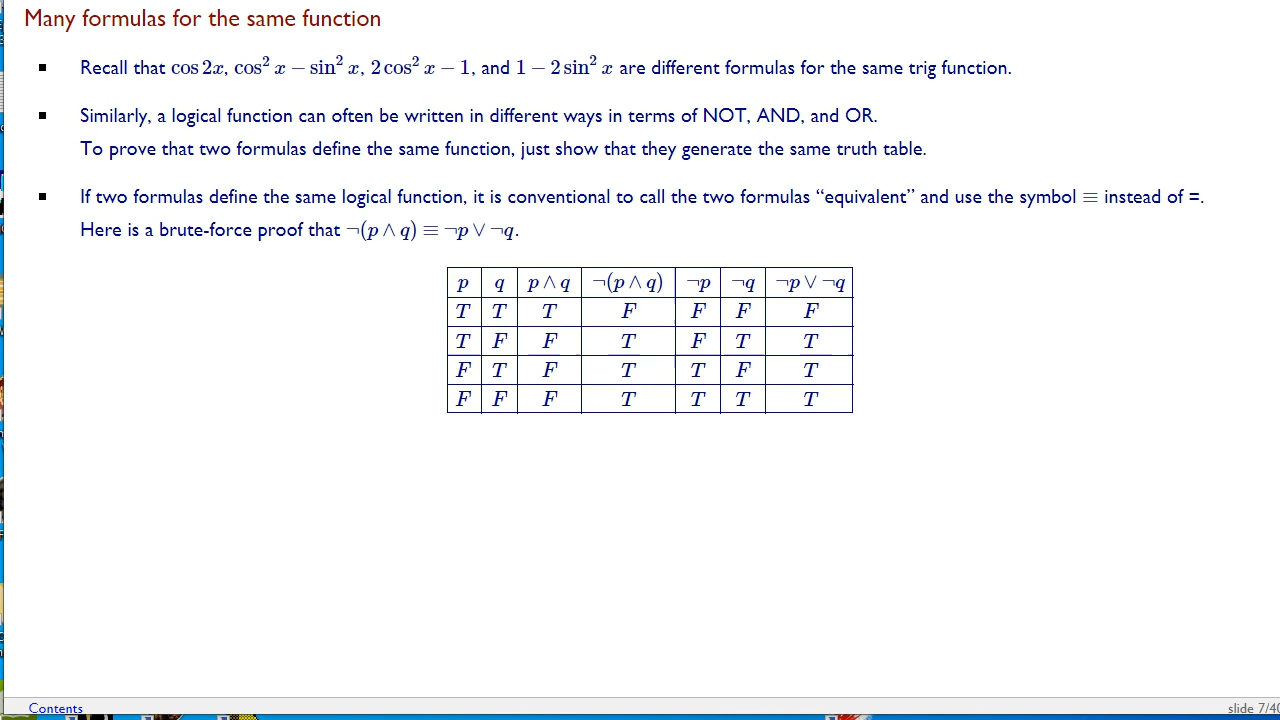 Many formulas for the same function
▪ Recall that cos 2x, cos² x − sin² x, 2 cos² x − 1, and 1 − 2 sin² x are different formulas for the same trig function.
▪ Similarly, a logical function can often be written in different ways in terms of NOT, AND, and OR.
To prove that two formulas define the same function, just show that they generate the same truth table.
▪ If two formulas define the same logical function, it is conventional to call the two formulas “equivalent” and use the symbol ≡ instead of =.
Here is a brute-force proof that ¬(p ∧ q) ≡ ¬p ∨ ¬q.
p q p ∧ q ¬(p ∧ q) ¬p ¬q ¬p ∨ ¬q
T T T F F F F
T F F T F T T
F T F T T F T
F F F T T T T
Contents slide 7/40